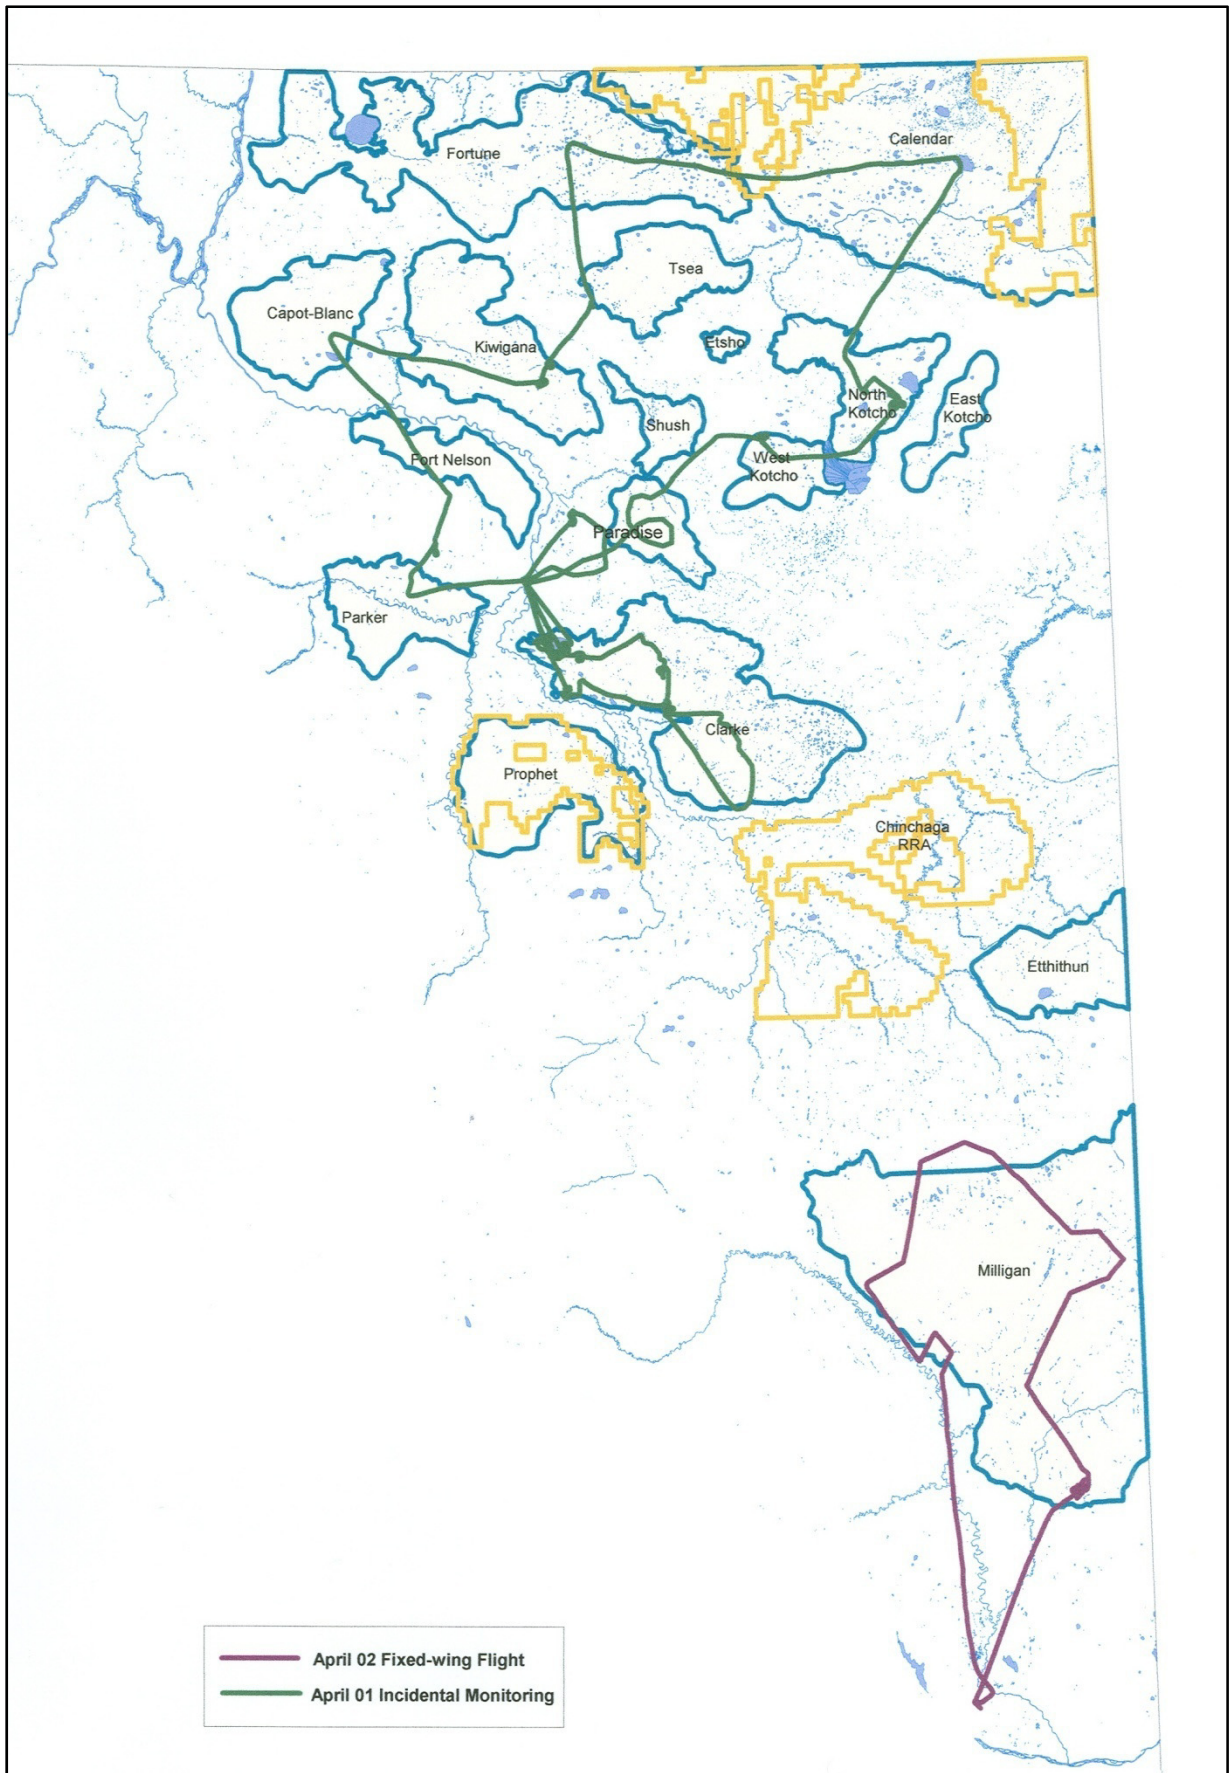 Calendar
Fortune
Tsea
Capot-Blanc
Kiwigana
Etsho
North
Kotcho
East
Kotcho
Shush
Fort Nelson
West
Kotcho
Paradise
Parker
Clarke
Prophet
Chinchaga
RRA
Etthithun
Milligan
April 02 Fixed-wing Flight
April 01 Incidental Monitoring